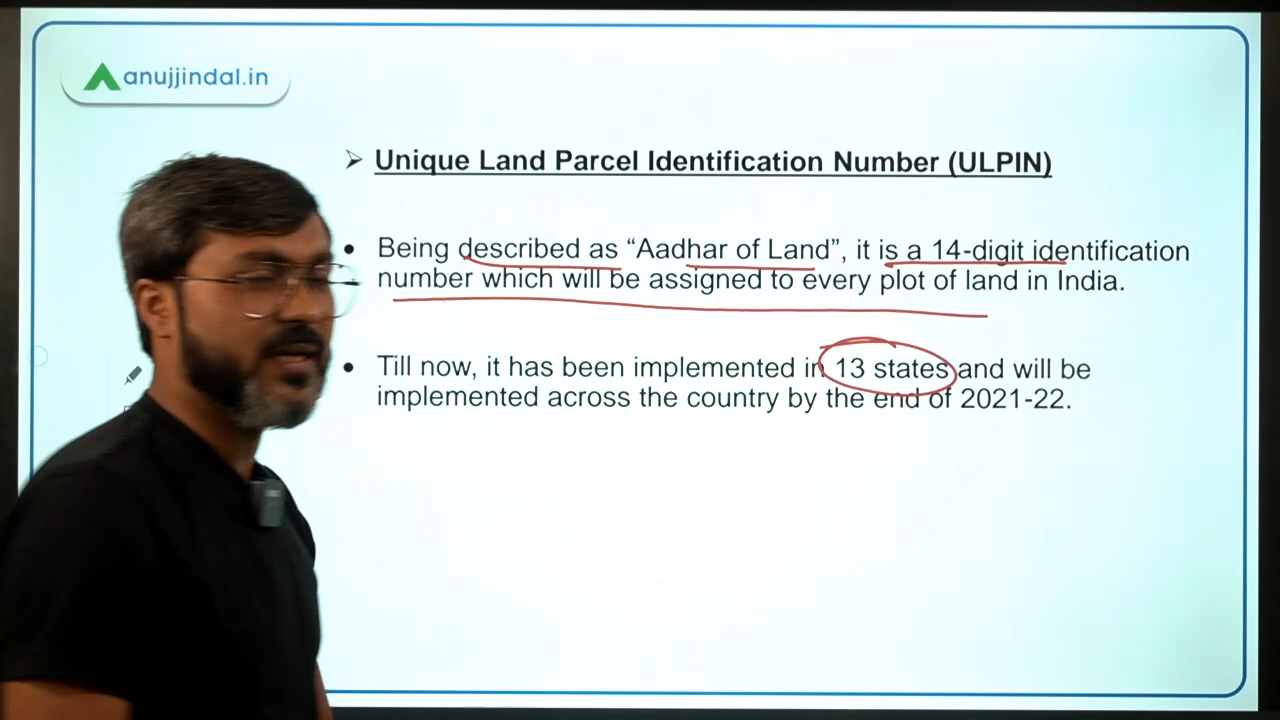 anujjindal.in
Unique Land Parcel Identification Number (ULPIN)
Being described as “Aadhar of Land”, it is a 14-digit identification
number which will be assigned to every plot of land in India.
Till now, it has been implemented in 13 states and will be
implemented across the country by the end of 2021-22.